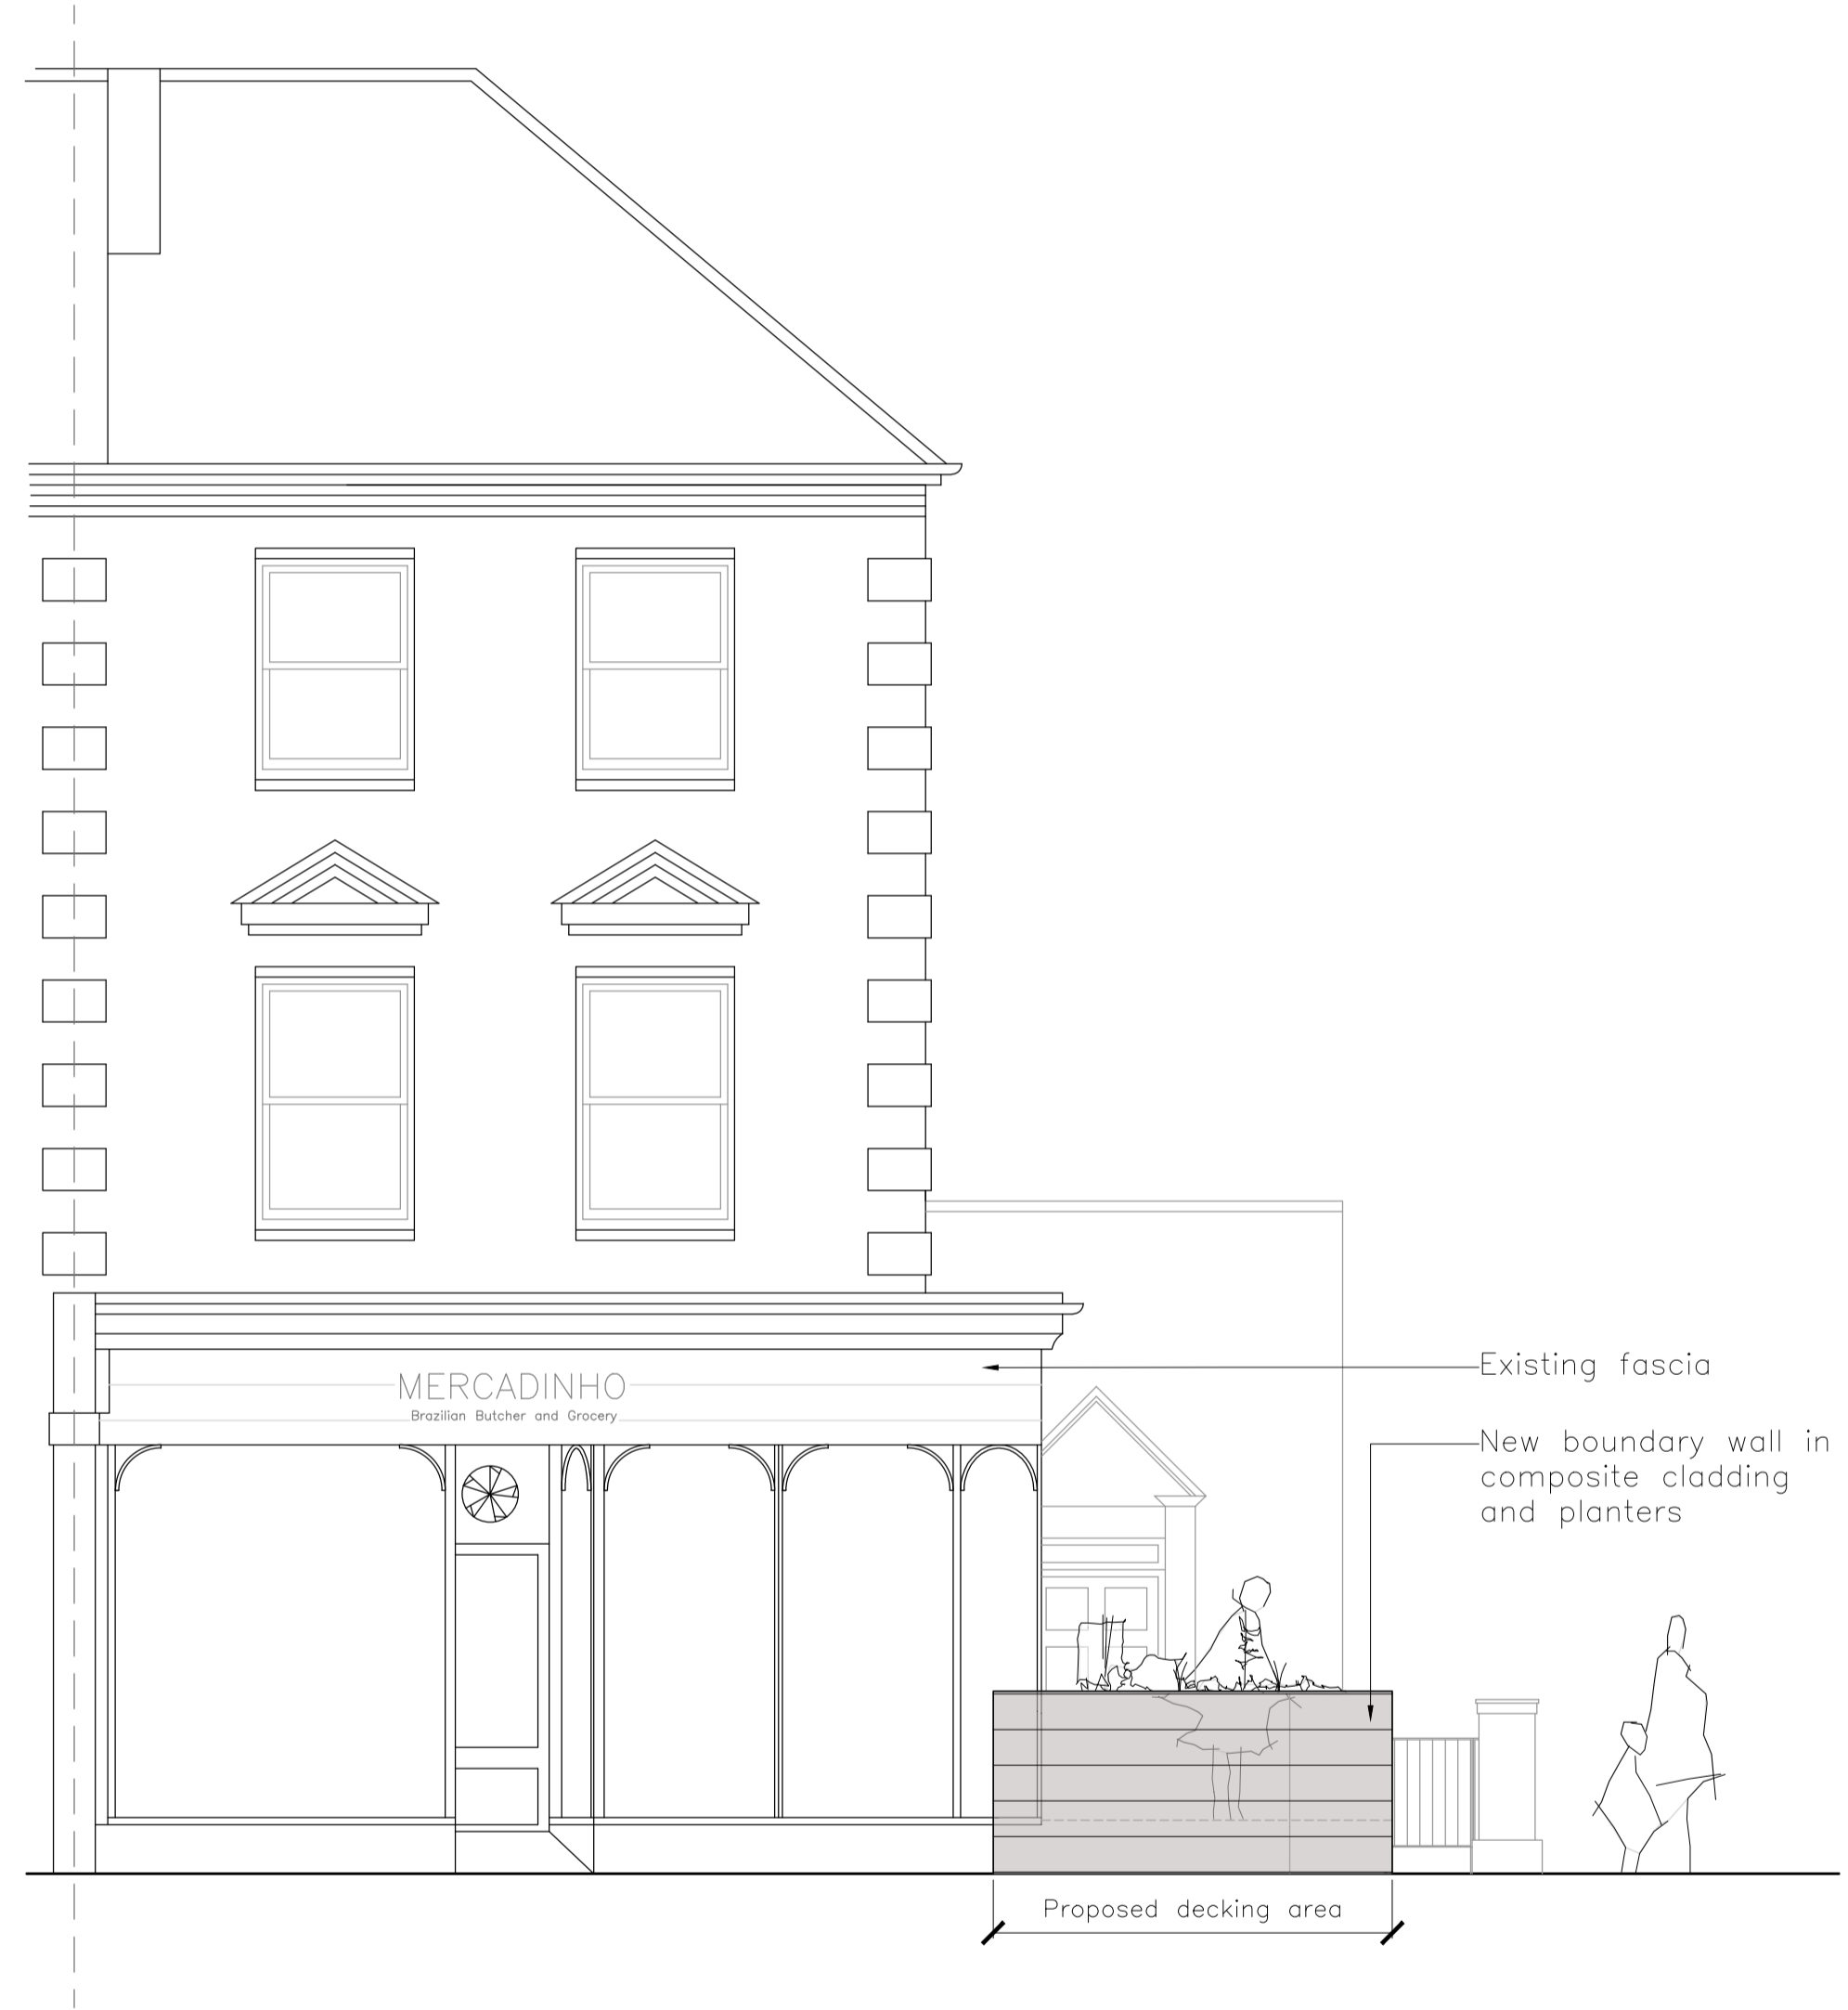 MERCADINHO
Brazilian Butcher and Grocery
Existing fascia
New boundary wall in
composite cladding
and planters
Proposed decking area